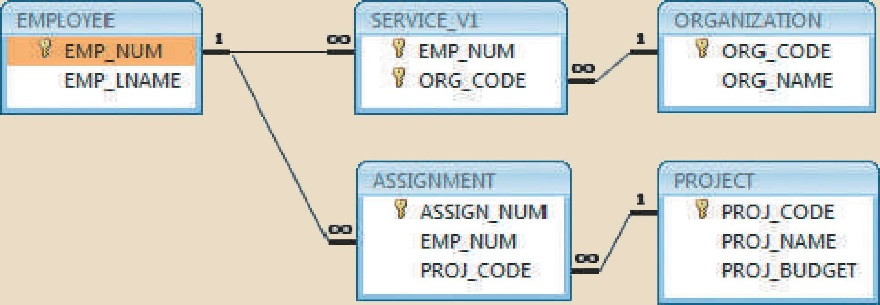 EMPLOYEE
EMP_NUM
EMP_LNAME
1
∞
SERVICE_V1
EMP_NUM
ORG_CODE
∞
1
ORGANIZATION
ORG_CODE
ORG_NAME
∞
ASSIGNMENT
ASSIGN_NUM
EMP_NUM
PROJ_CODE
∞
1
PROJECT
PROJ_CODE
PROJ_NAME
PROJ_BUDGET